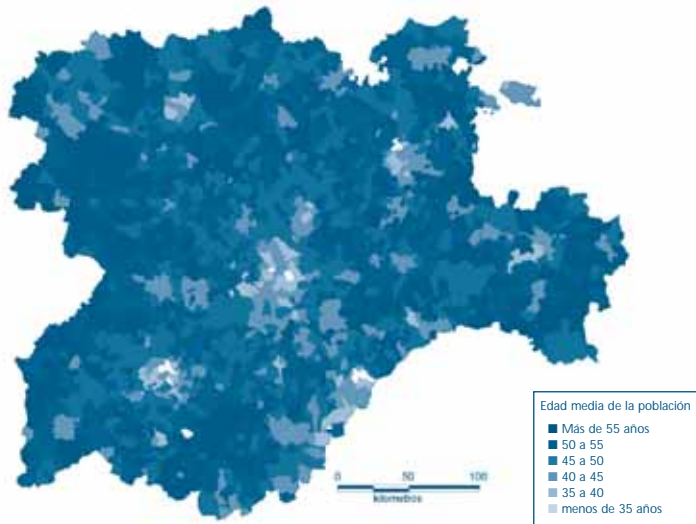 0 50 100
kilometros
Edad media de la población
Más de 55 años
50 a 55
45 a 50
40 a 45
35 a 40
menos de 35 años